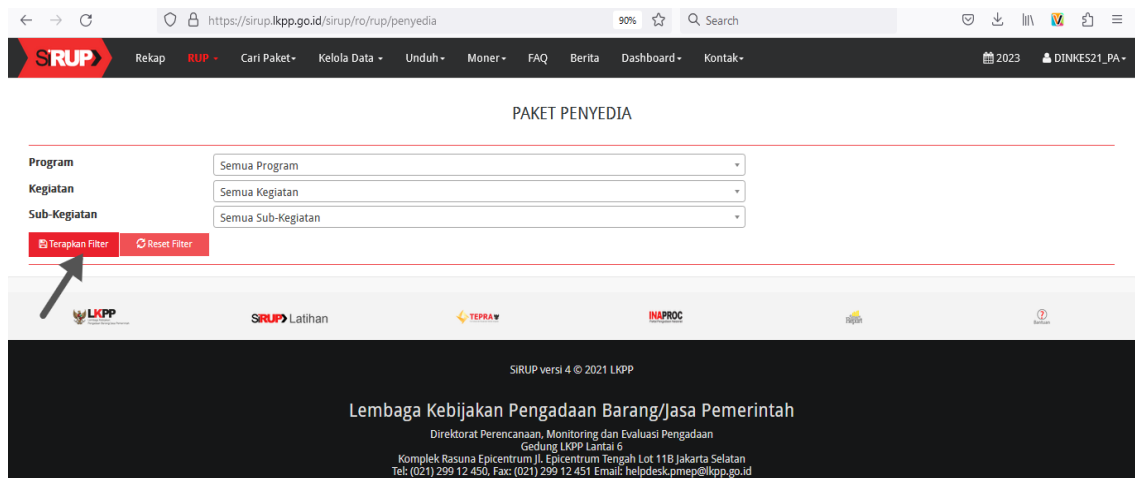 https://sirup.lkpp.go.id/sirup/ro/rup/penyedia 90% Search
SiRUP Rekap RUP Cari Paket Kelola Data Unduh Moner FAQ Berita Dashboard Kontak 2023 DINKES21_PA
PAKET PENYEDIA
Program Semua Program
Kegiatan Semua Kegiatan
Sub-Kegiatan Semua Sub-Kegiatan
Terapkan Filter Reset Filter
LKPP SiRUP Latihan TEPRA INAPROC Bantuan
SiRUP versi 4 © 2021 LKPP
Lembaga Kebijakan Pengadaan Barang/Jasa Pemerintah
Direktorat Perencanaan, Monitoring dan Evaluasi Pengadaan
Gedung LKPP Lantai 6
Komplek Rasuna Epicentrum Jl. Epicentrum Tengah Lot 11B Jakarta Selatan
Tel: (021) 299 12 450, Fax: (021) 299 12 451 Email: helpdesk.pmep@lkpp.go.id